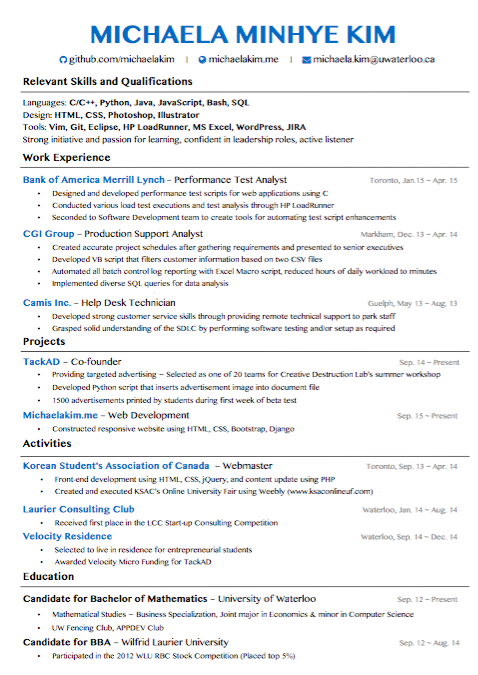 MICHAELA MINHYE KIM
github.com/michaelakim | michaelakim.me | michaela.kim@uwaterloo.ca
Relevant Skills and Qualifications
Languages: C/C++, Python, Java, JavaScript, Bash, SQL
Design: HTML, CSS, Photoshop, Illustrator
Tools: Vim, Git, Eclipse, HP LoadRunner, MS Excel, WordPress, JIRA
Strong initiative and passion for learning, confident in leadership roles, active listener
Work Experience
Bank of America Merrill Lynch – Performance Test Analyst Toronto, Jan.15 – Apr. 15
• Designed and developed performance test scripts for web applications using C
• Conducted various load test executions and test analysis through HP LoadRunner
• Seconded to Software Development team to create tools for automating test script enhancements
CGI Group – Production Support Analyst Markham, Dec. 13 – Apr. 14
• Created accurate project schedules after gathering requirements and presented to senior executives
• Developed VB script that filters customer information based on two CSV files
• Automated all batch control log reporting with Excel Macro script, reduced hours of daily workload to minutes
• Implemented diverse SQL queries for data analysis
Camis Inc. – Help Desk Technician Guelph, May 13 – Aug. 13
• Developed strong customer service skills through providing remote technical support to park staff
• Grasped solid understanding of the SDLC by performing software testing and/or setup as required
Projects
TackAD – Co-founder Sep. 14 – Present
• Providing targeted advertising – Selected as one of 20 teams for Creative Destruction Lab's summer workshop
• Developed Python script that inserts advertisement image into document file
• 1500 advertisements printed by students during first week of beta test
Michaelakim.me – Web Development Sep. 15 – Present
• Constructed responsive website using HTML, CSS, Bootstrap, Django
Activities
Korean Student's Association of Canada – Webmaster Toronto, Sep. 13 – Apr. 14
• Front-end development using HTML, CSS, jQuery, and content update using PHP
• Created and executed KSAC's Online University Fair using Weebly (www.ksaconlineuf.com)
Laurier Consulting Club Waterloo, Jan. 14 – Aug. 14
• Received first place in the LCC Start-up Consulting Competition
Velocity Residence Waterloo, Sep. 14 – Dec. 14
• Selected to live in residence for entrepreneurial students
• Awarded Velocity Micro Funding for TackAD
Education
Candidate for Bachelor of Mathematics – University of Waterloo Sep. 12 – Present
• Mathematical Studies – Business Specialization, Joint major in Economics & minor in Computer Science
• UW Fencing Club, APPDEV Club
Candidate for BBA – Wilfrid Laurier University Sep. 12 – Aug. 14
• Participated in the 2012 WLU RBC Stock Competition (Placed top 5%)